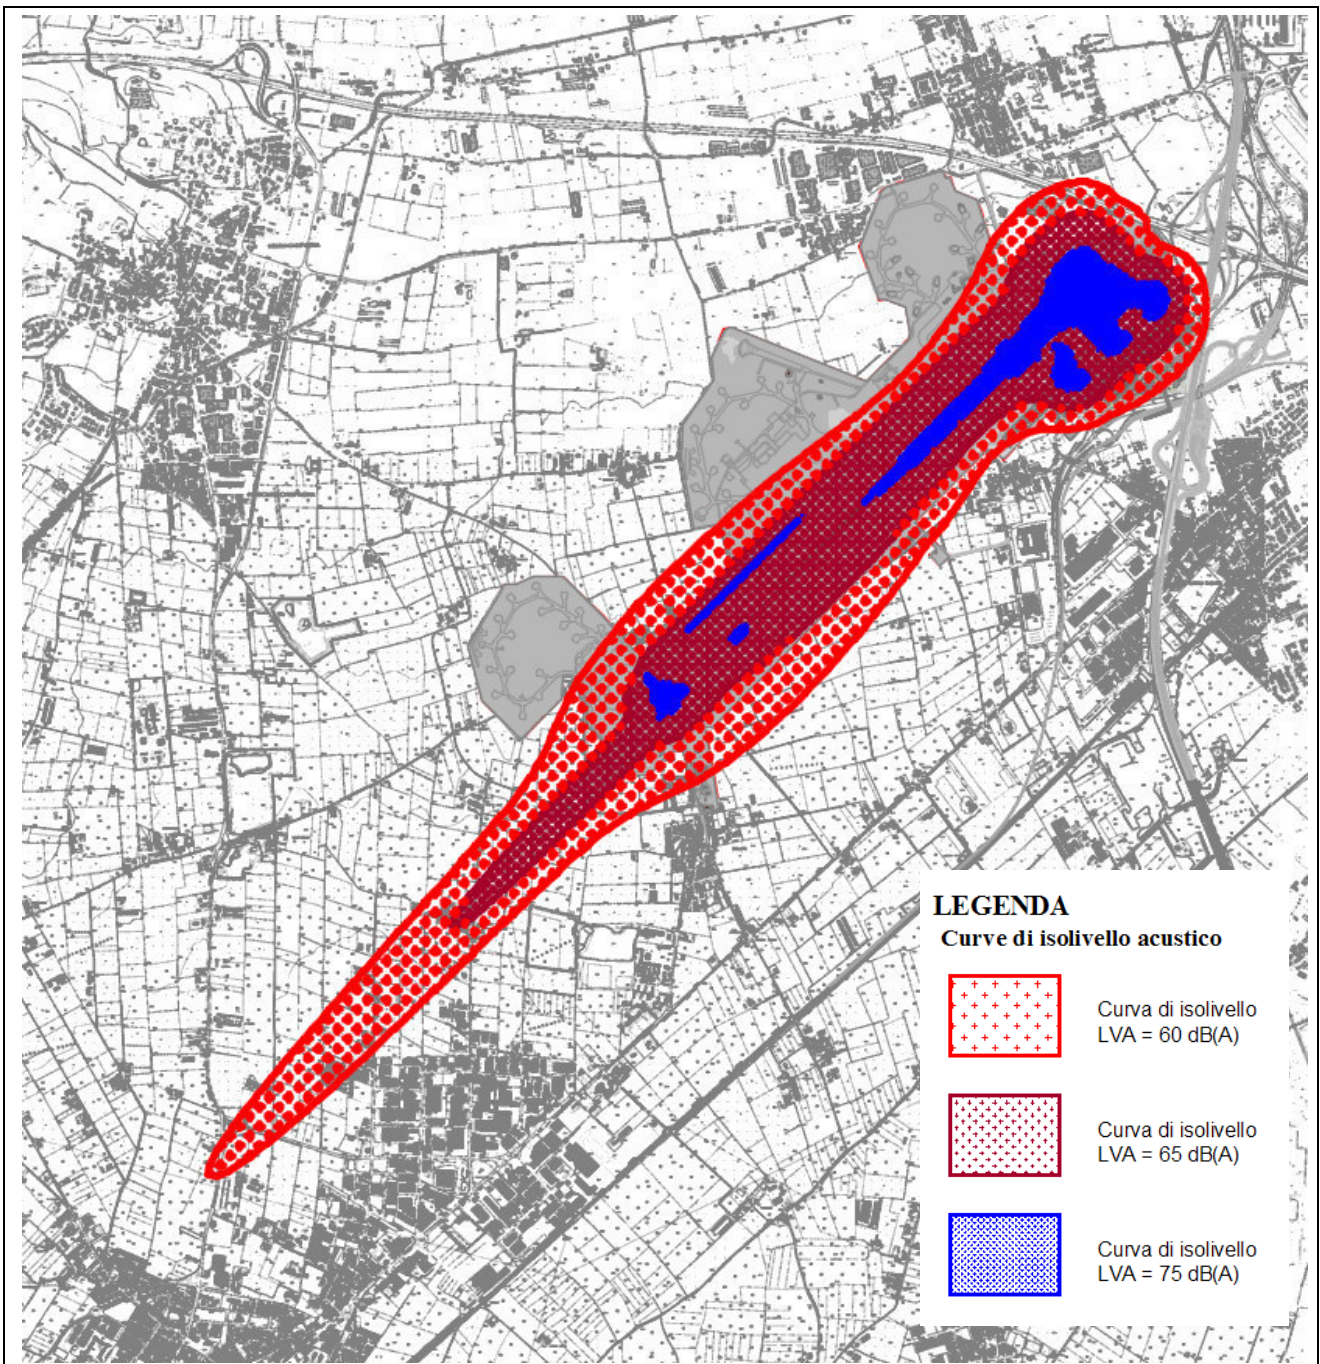 LEGENDA
Curve di isolivello acustico
Curva di isolivello
LVA = 60 dB(A)
Curva di isolivello
LVA = 65 dB(A)
Curva di isolivello
LVA = 75 dB(A)